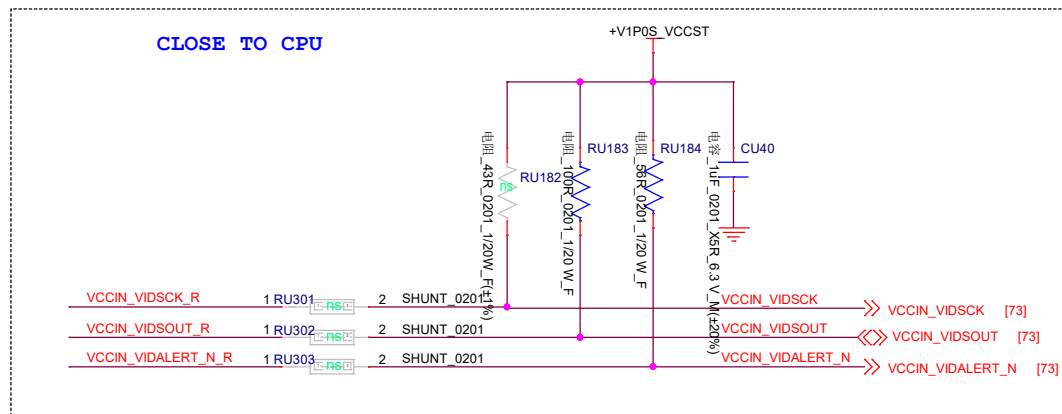 CLOSE TO CPU
+V1P0S_VCCST
电阻_43R_0201_1/20W_F(±1%)
RU182
ns
电阻_100R_0201_1/20 W_F
RU183
电阻_56R_0201_1/20 W_F
RU184
电容_1uF_0201_X5R_6.3 V_M(±20%)
CU40
VCCIN_VIDSCK_R 1 RU301 ns 2 SHUNT_0201 VCCIN_VIDSCK VCCIN_VIDSCK [73]
VCCIN_VIDSOUT_R 1 RU302 ns 2 SHUNT_0201 VCCIN_VIDSOUT VCCIN_VIDSOUT [73]
VCCIN_VIDALERT_N_R 1 RU303 ns 2 SHUNT_0201 VCCIN_VIDALERT_N VCCIN_VIDALERT_N [73]